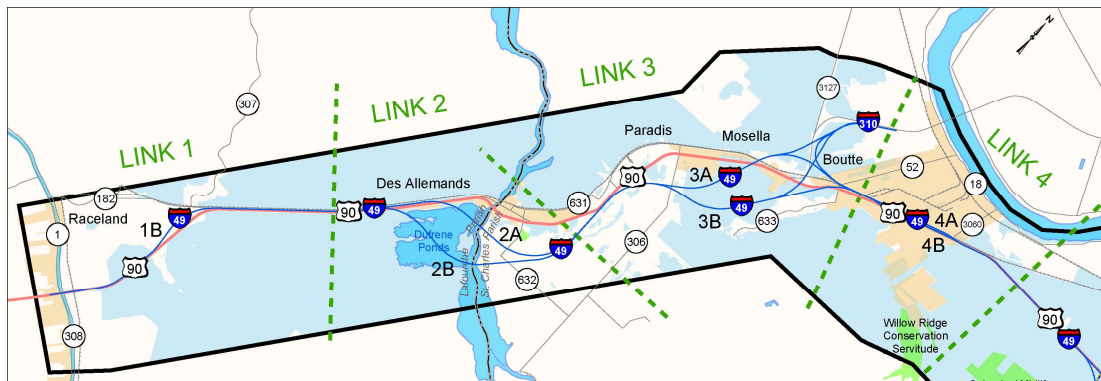 LINK 1
LINK 2
LINK 3
LINK 4
N
307
3127
310
182
Raceland
1
1B
49
90
308
90
49
Des Allemands
Dufrene
Ponds
2B
2A
Lafourche Parish
St. Charles Parish
49
632
631
90
306
Paradis
Mosella
3A
49
3B
49
633
Boutte
52
18
90
49
4A
4B
3060
90
49
Willow Ridge
Conservation
Servitude